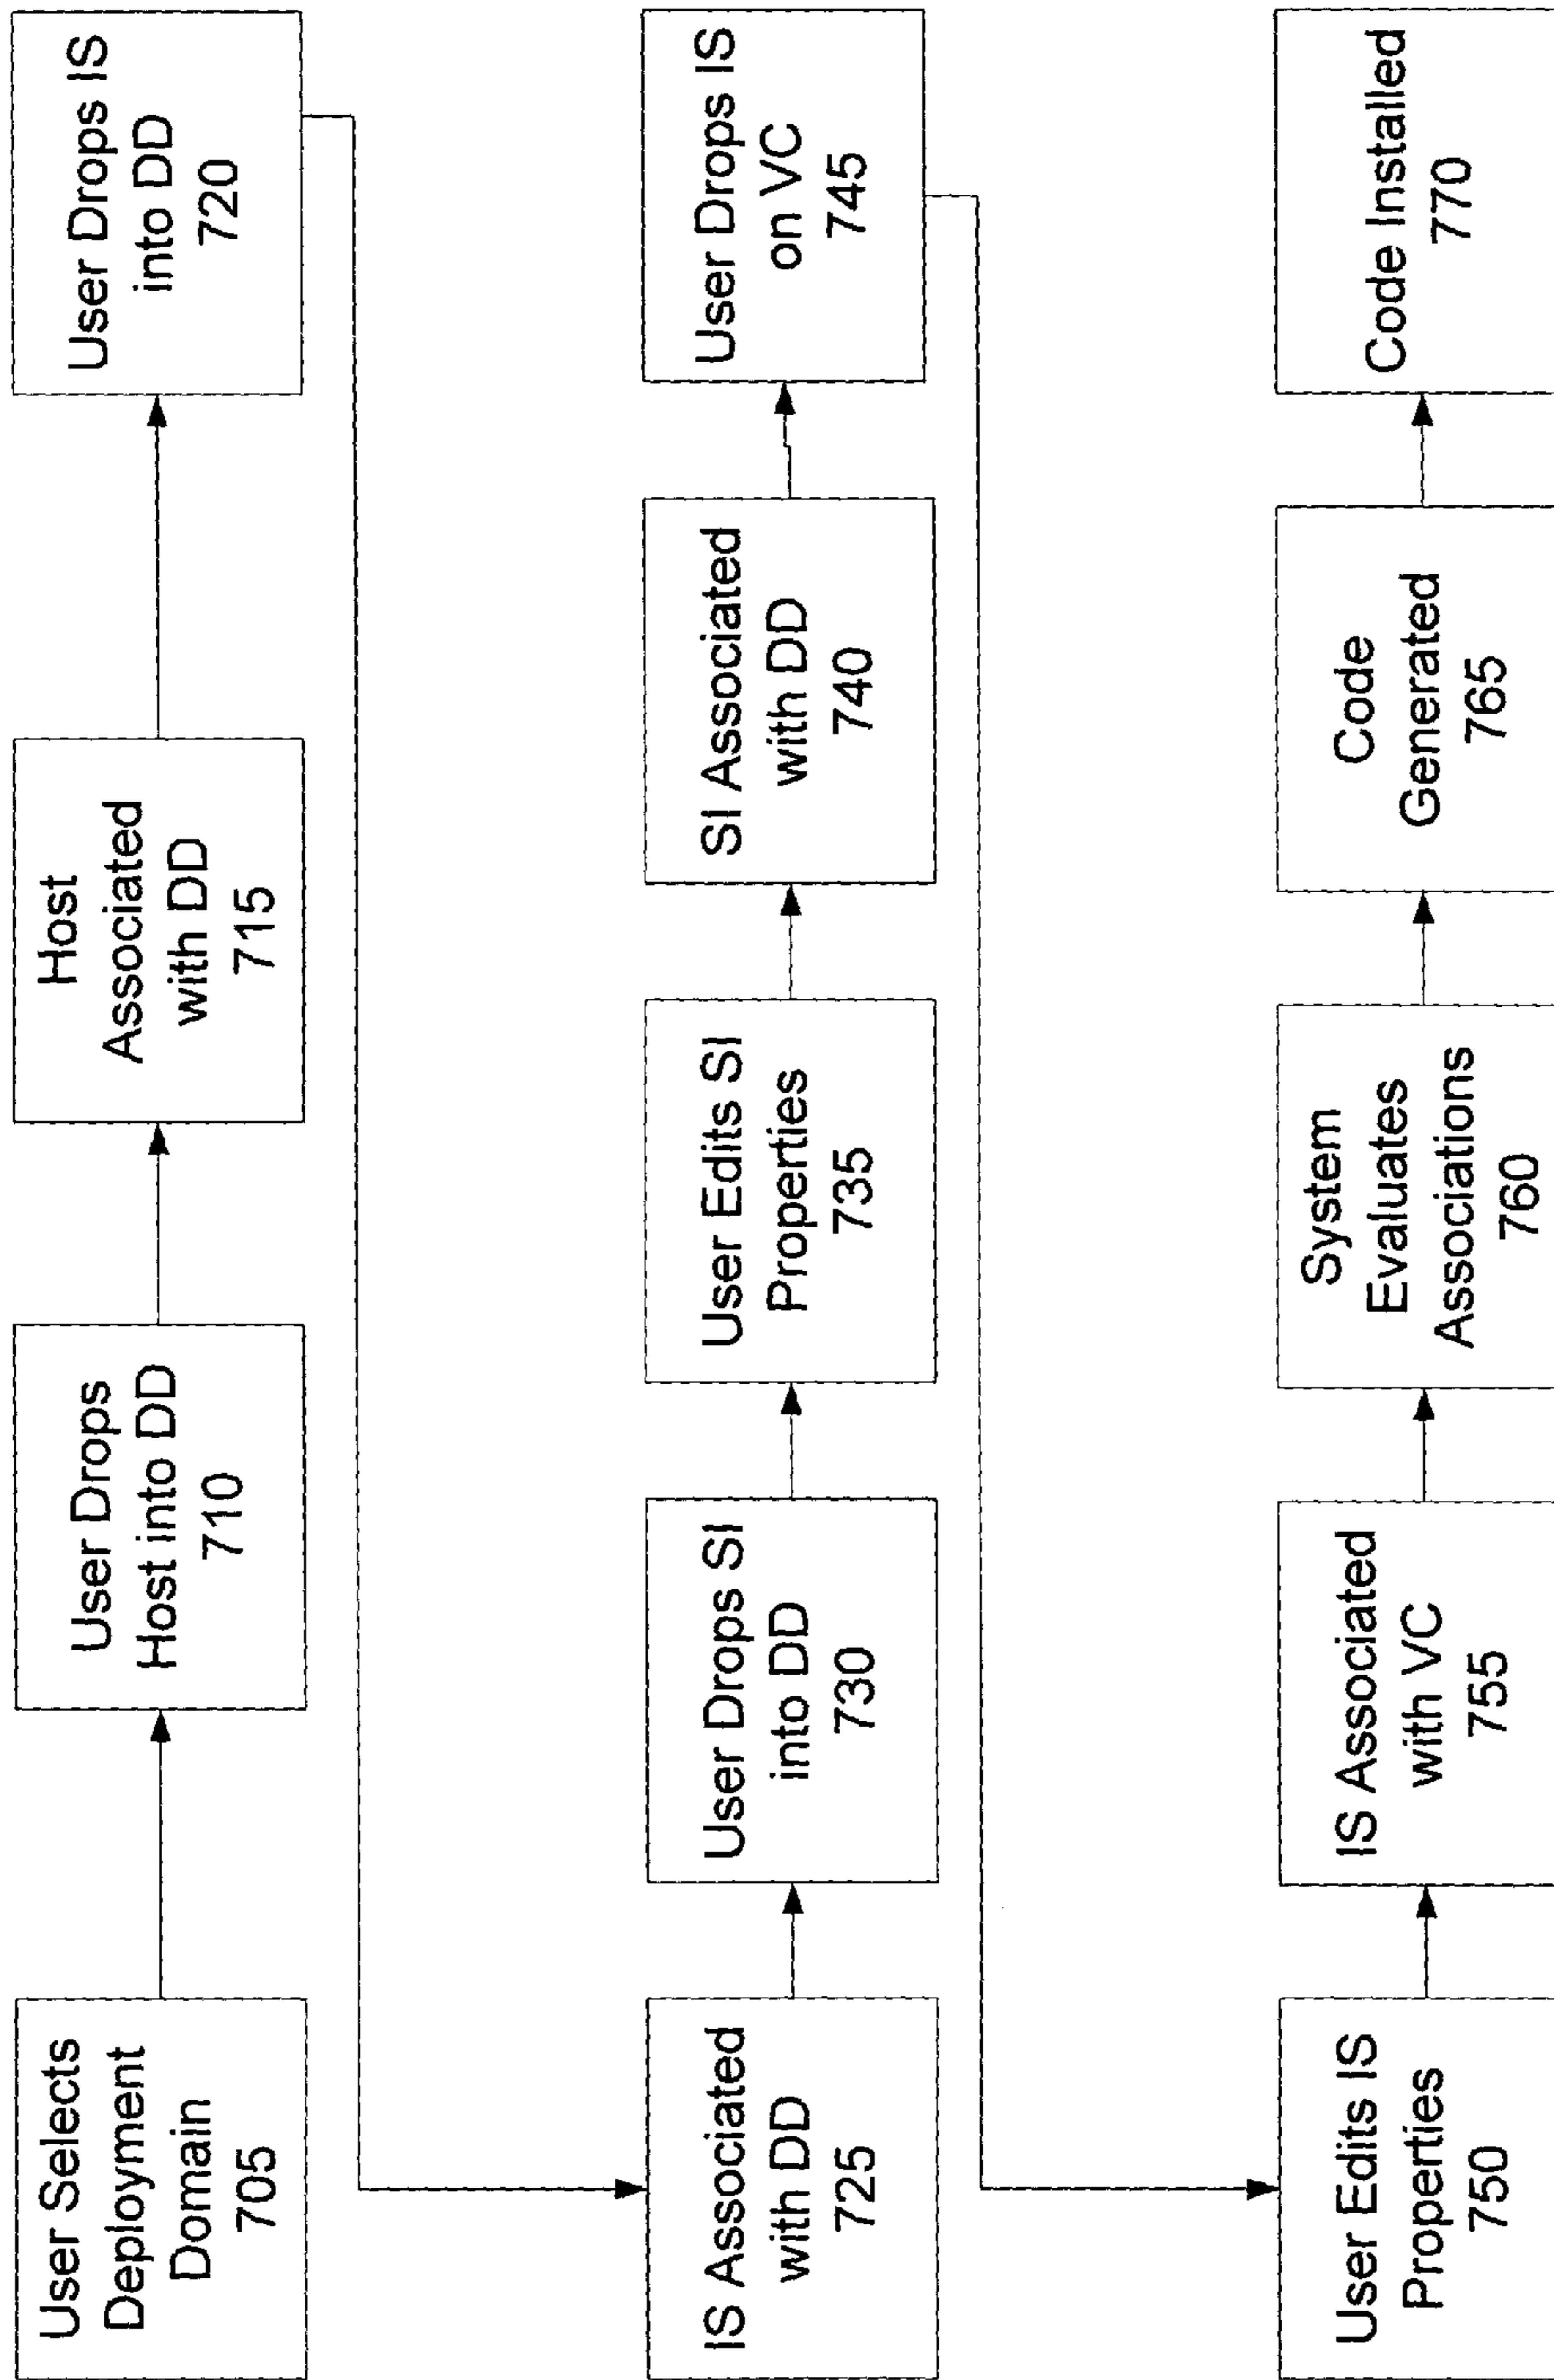 User Selects
Deployment
Domain
705
User Drops
Host into DD
710
Host
Associated
with DD
715
User Drops IS
into DD
720
IS Associated
with DD
725
User Drops SI
into DD
730
User Edits SI
Properties
735
SI Associated
with DD
740
User Drops IS
on VC
745
User Edits IS
Properties
750
IS Associated
with VC
755
System
Evaluates
Associations
760
Code
Generated
765
Code Installed
770